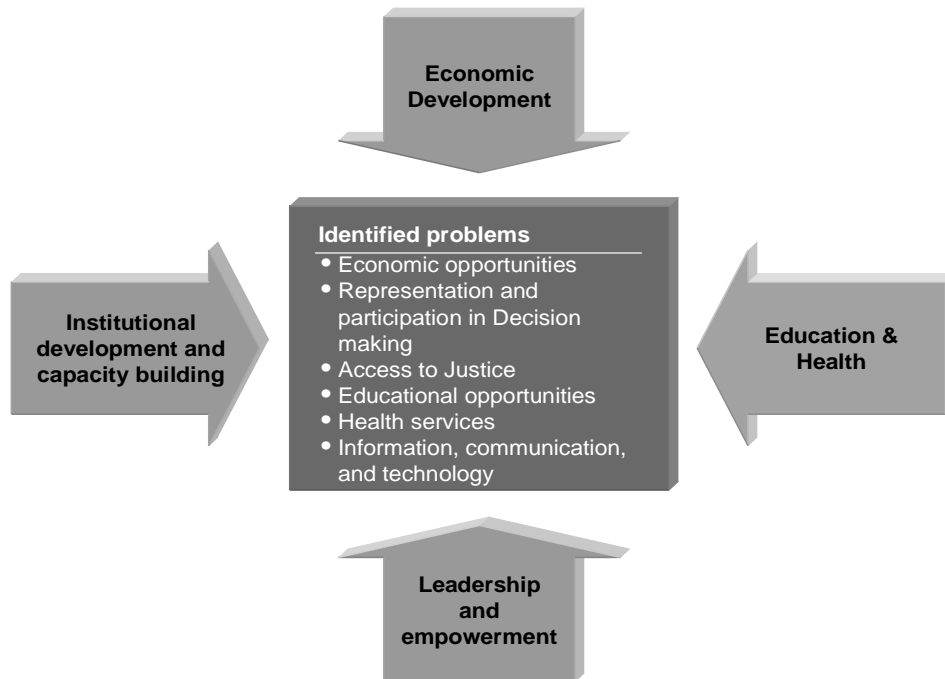 Economic
Development
Identified problems
• Economic opportunities
• Representation and
participation in Decision
making
• Access to Justice
• Educational opportunities
• Health services
• Information, communication,
and technology
Institutional
development and
capacity building
Education &
Health
Leadership
and
empowerment